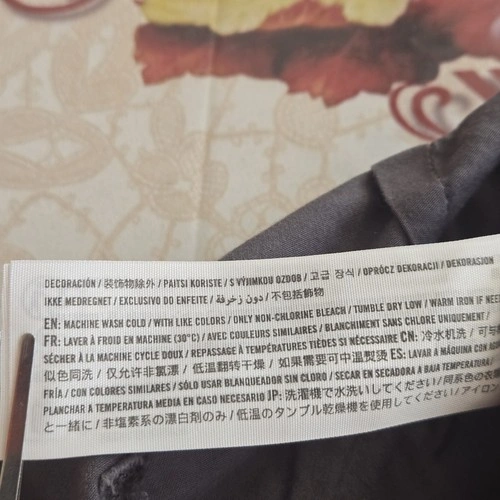 DECORACIÓN / 装饰物除外 / PAITSI KORISTE / S VÝJIMKOU OZDOB / 고급 장식 / OPRÓCZ DEKORACJI / DEKORASJON
IKKE MEDREGNET / EXCLUSIVO DO ENFEITE / دون زخرفة / 不包括飾物
EN: MACHINE WASH COLD / WITH LIKE COLORS / ONLY NON-CHLORINE BLEACH / TUMBLE DRY LOW / WARM IRON IF NEE
FR: LAVER À FROID EN MACHINE (30°C) / AVEC COULEURS SIMILAIRES / BLANCHIMENT SANS CHLORE UNIQUEMENT /
SÉCHER À LA MACHINE CYCLE DOUX / REPASSAGE À TEMPÉRATURES TIÈDES SI NÉCESSAIRE CN: 冷水机洗 / 可与
似色同洗 / 仅允许非氯漂 / 低温翻转干燥 / 如果需要可中温熨烫 ES: LAVAR A MÁQUINA CON AGU
FRÍA / CON COLORES SIMILARES / SÓLO USAR BLANQUEADOR SIN CLORO / SECAR EN SECADORA A BAJA TEMPERATURA /
PLANCHAR A TEMPERATURA MEDIA EN CASO NECESARIO JP: 洗濯機で水洗いしてください / 同系色の衣
と一緒に / 非塩素系の漂白剤のみ / 低温のタンブル乾燥機を使用してください / アイロン